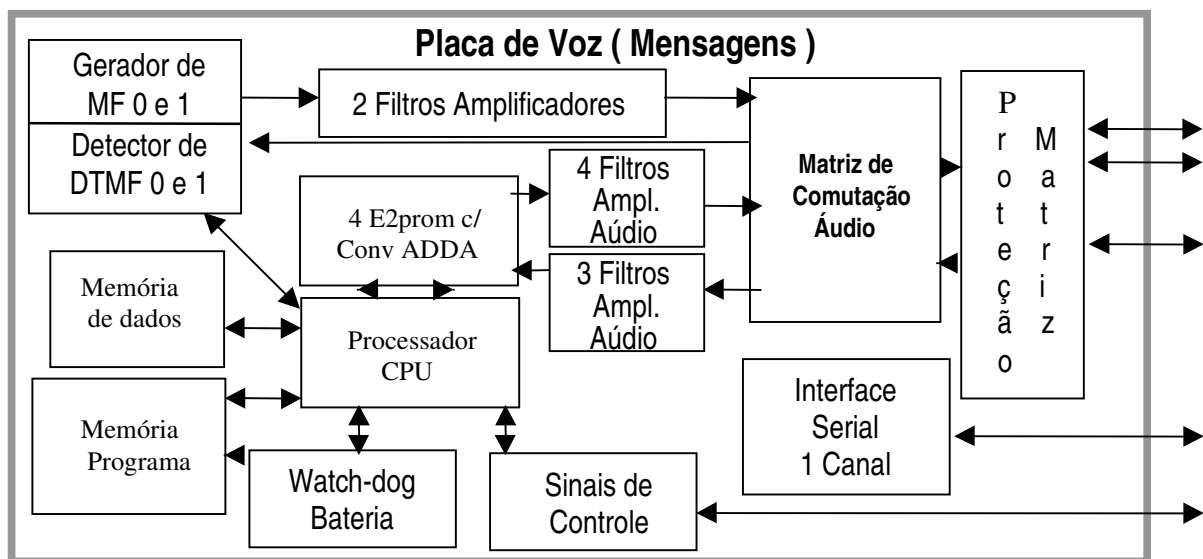 Placa de Voz ( Mensagens )
Gerador de
MF 0 e 1
2 Filtros Amplificadores
Detector de
DTMF 0 e 1
4 E2prom c/
Conv ADDA
4 Filtros
Ampl.
Aúdio
3 Filtros
Ampl.
Aúdio
Matriz de
Comutação
Áudio
Proteção
Matriz
Memória
de dados
Processador
CPU
Memória
Programa
Watch-dog
Bateria
Sinais de
Controle
Interface
Serial
1 Canal